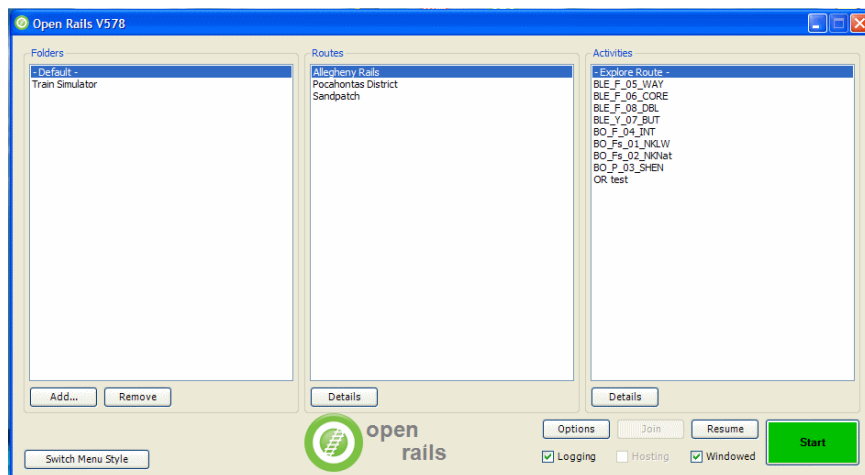 Open Rails V578
Folders
- Default -
Train Simulator
Add...
Remove
Routes
Allegheny Rails
Pocahontas District
Sandpatch
Details
Activities
- Explore Route -
BLE_F_05_WAY
BLE_F_06_CORE
BLE_F_08_DBL
BLE_Y_07_BUT
BO_F_04_INT
BO_Fs_01_NKLW
BO_Fs_02_NKNat
BO_P_03_SHEN
OR test
Details
Switch Menu Style
open
rails
Options
Join
Resume
Logging
Hosting
Windowed
Start